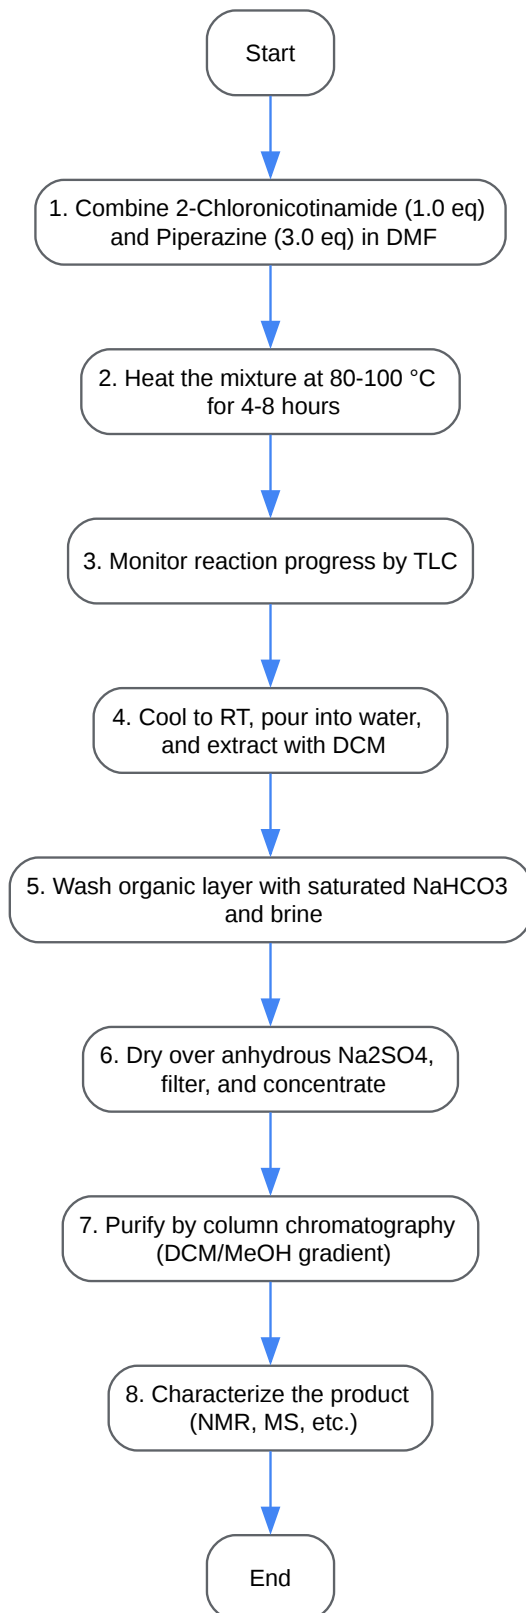 Start
1. Combine 2-Chloronicotinamide (1.0 eq)
and Piperazine (3.0 eq) in DMF
2. Heat the mixture at 80-100 °C
for 4-8 hours
3. Monitor reaction progress by TLC
4. Cool to RT, pour into water,
and extract with DCM
5. Wash organic layer with saturated NaHCO3
and brine
6. Dry over anhydrous Na2SO4,
filter, and concentrate
7. Purify by column chromatography
(DCM/MeOH gradient)
8. Characterize the product
(NMR, MS, etc.)
End